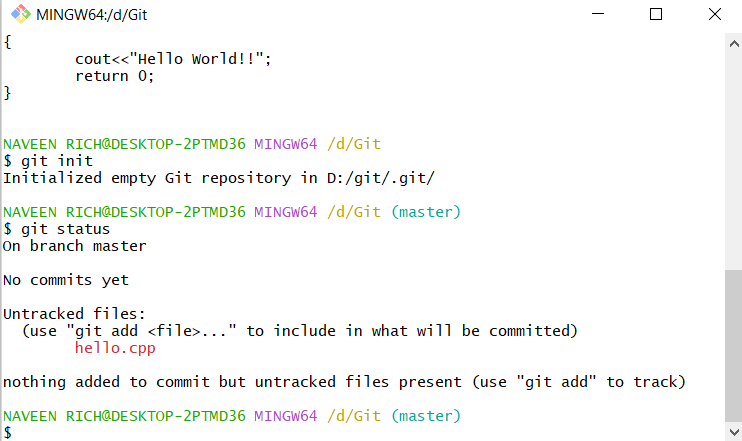 MINGW64:/d/Git
{
        cout<<"Hello World!!";
        return 0;
}
NAVEEN RICH@DESKTOP-2PTMD36 MINGW64 /d/Git
$ git init
Initialized empty Git repository in D:/git/.git/
NAVEEN RICH@DESKTOP-2PTMD36 MINGW64 /d/Git (master)
$ git status
On branch master
No commits yet
Untracked files:
  (use "git add <file>..." to include in what will be committed)
        hello.cpp
nothing added to commit but untracked files present (use "git add" to track)
NAVEEN RICH@DESKTOP-2PTMD36 MINGW64 /d/Git (master)
$